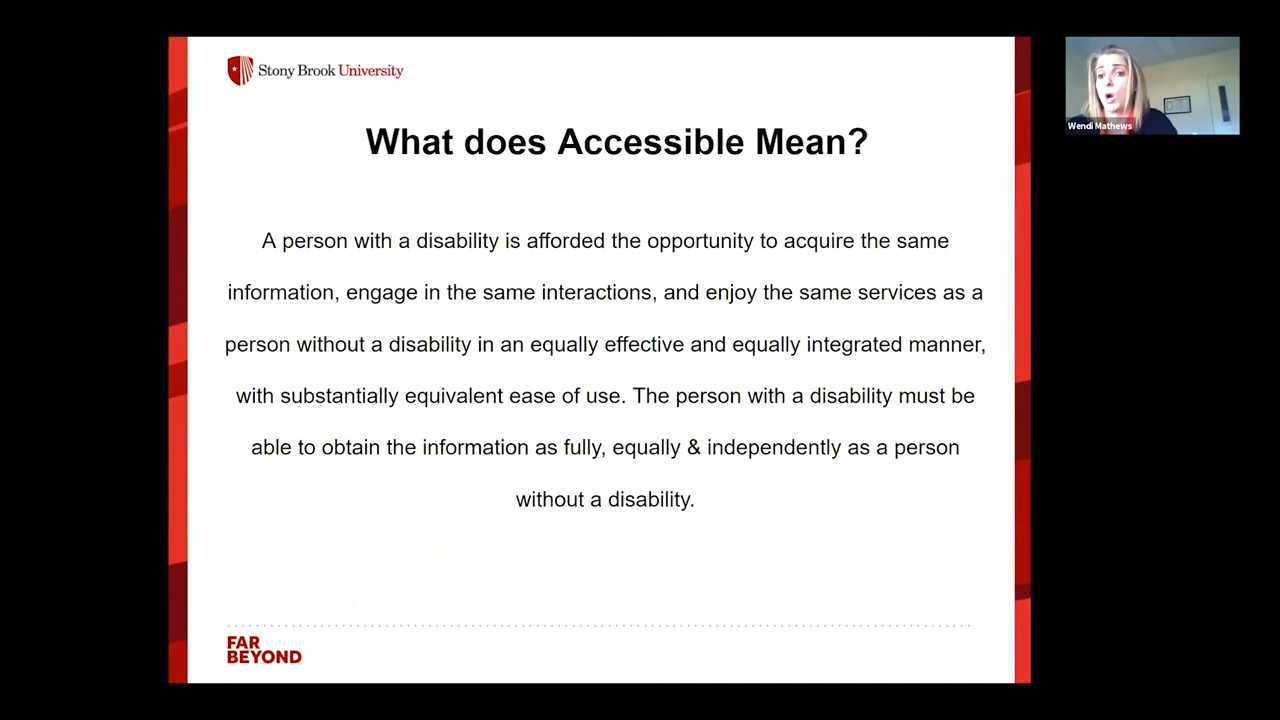 Stony Brook University
What does Accessible Mean?
A person with a disability is afforded the opportunity to acquire the same
information, engage in the same interactions, and enjoy the same services as a
person without a disability in an equally effective and equally integrated manner,
with substantially equivalent ease of use. The person with a disability must be
able to obtain the information as fully, equally & independently as a person
without a disability.
FAR
BEYOND
Wendi Mathews